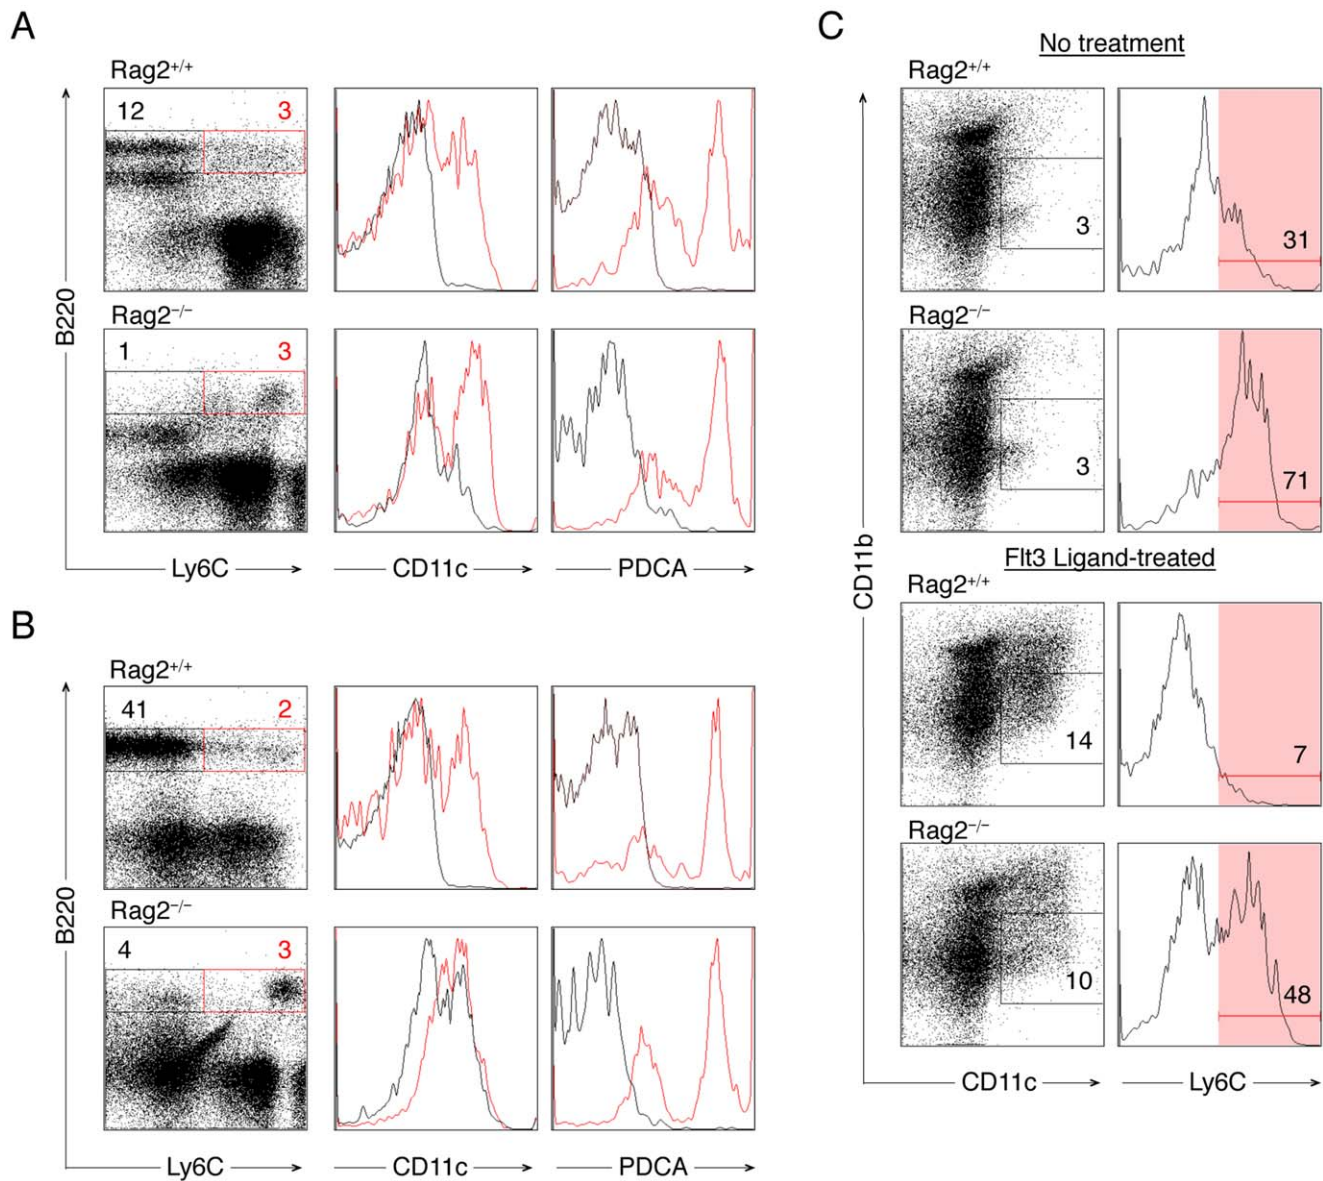 A
Rag2+/+
12
3
Rag2−/−
1
3
B220
Ly6C
CD11c
PDCA
B
Rag2+/+
41
2
Rag2−/−
4
3
B220
Ly6C
CD11c
PDCA
C
No treatment
Rag2+/+
3
31
Rag2−/−
3
71
Flt3 Ligand-treated
Rag2+/+
14
7
Rag2−/−
10
48
CD11b
CD11c
Ly6C